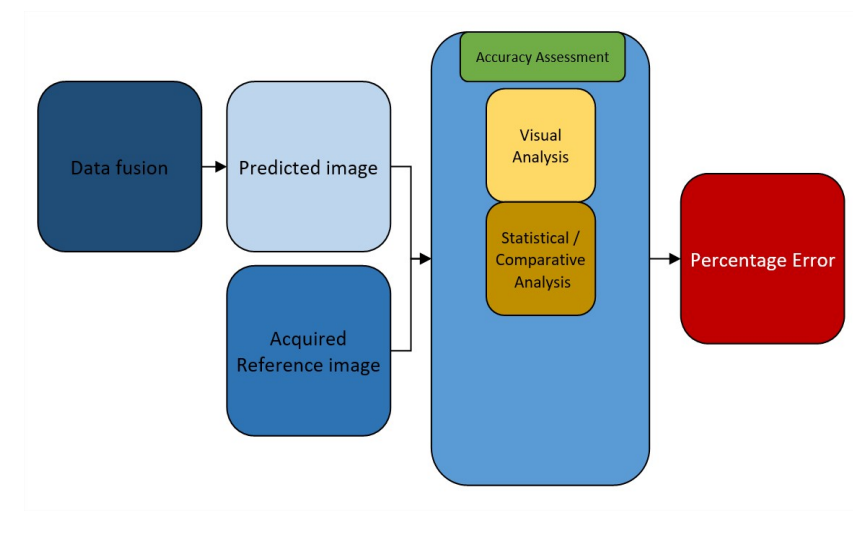 Data fusion
Predicted image
Acquired
Reference image
Accuracy Assessment
Visual
Analysis
Statistical /
Comparative
Analysis
Percentage Error